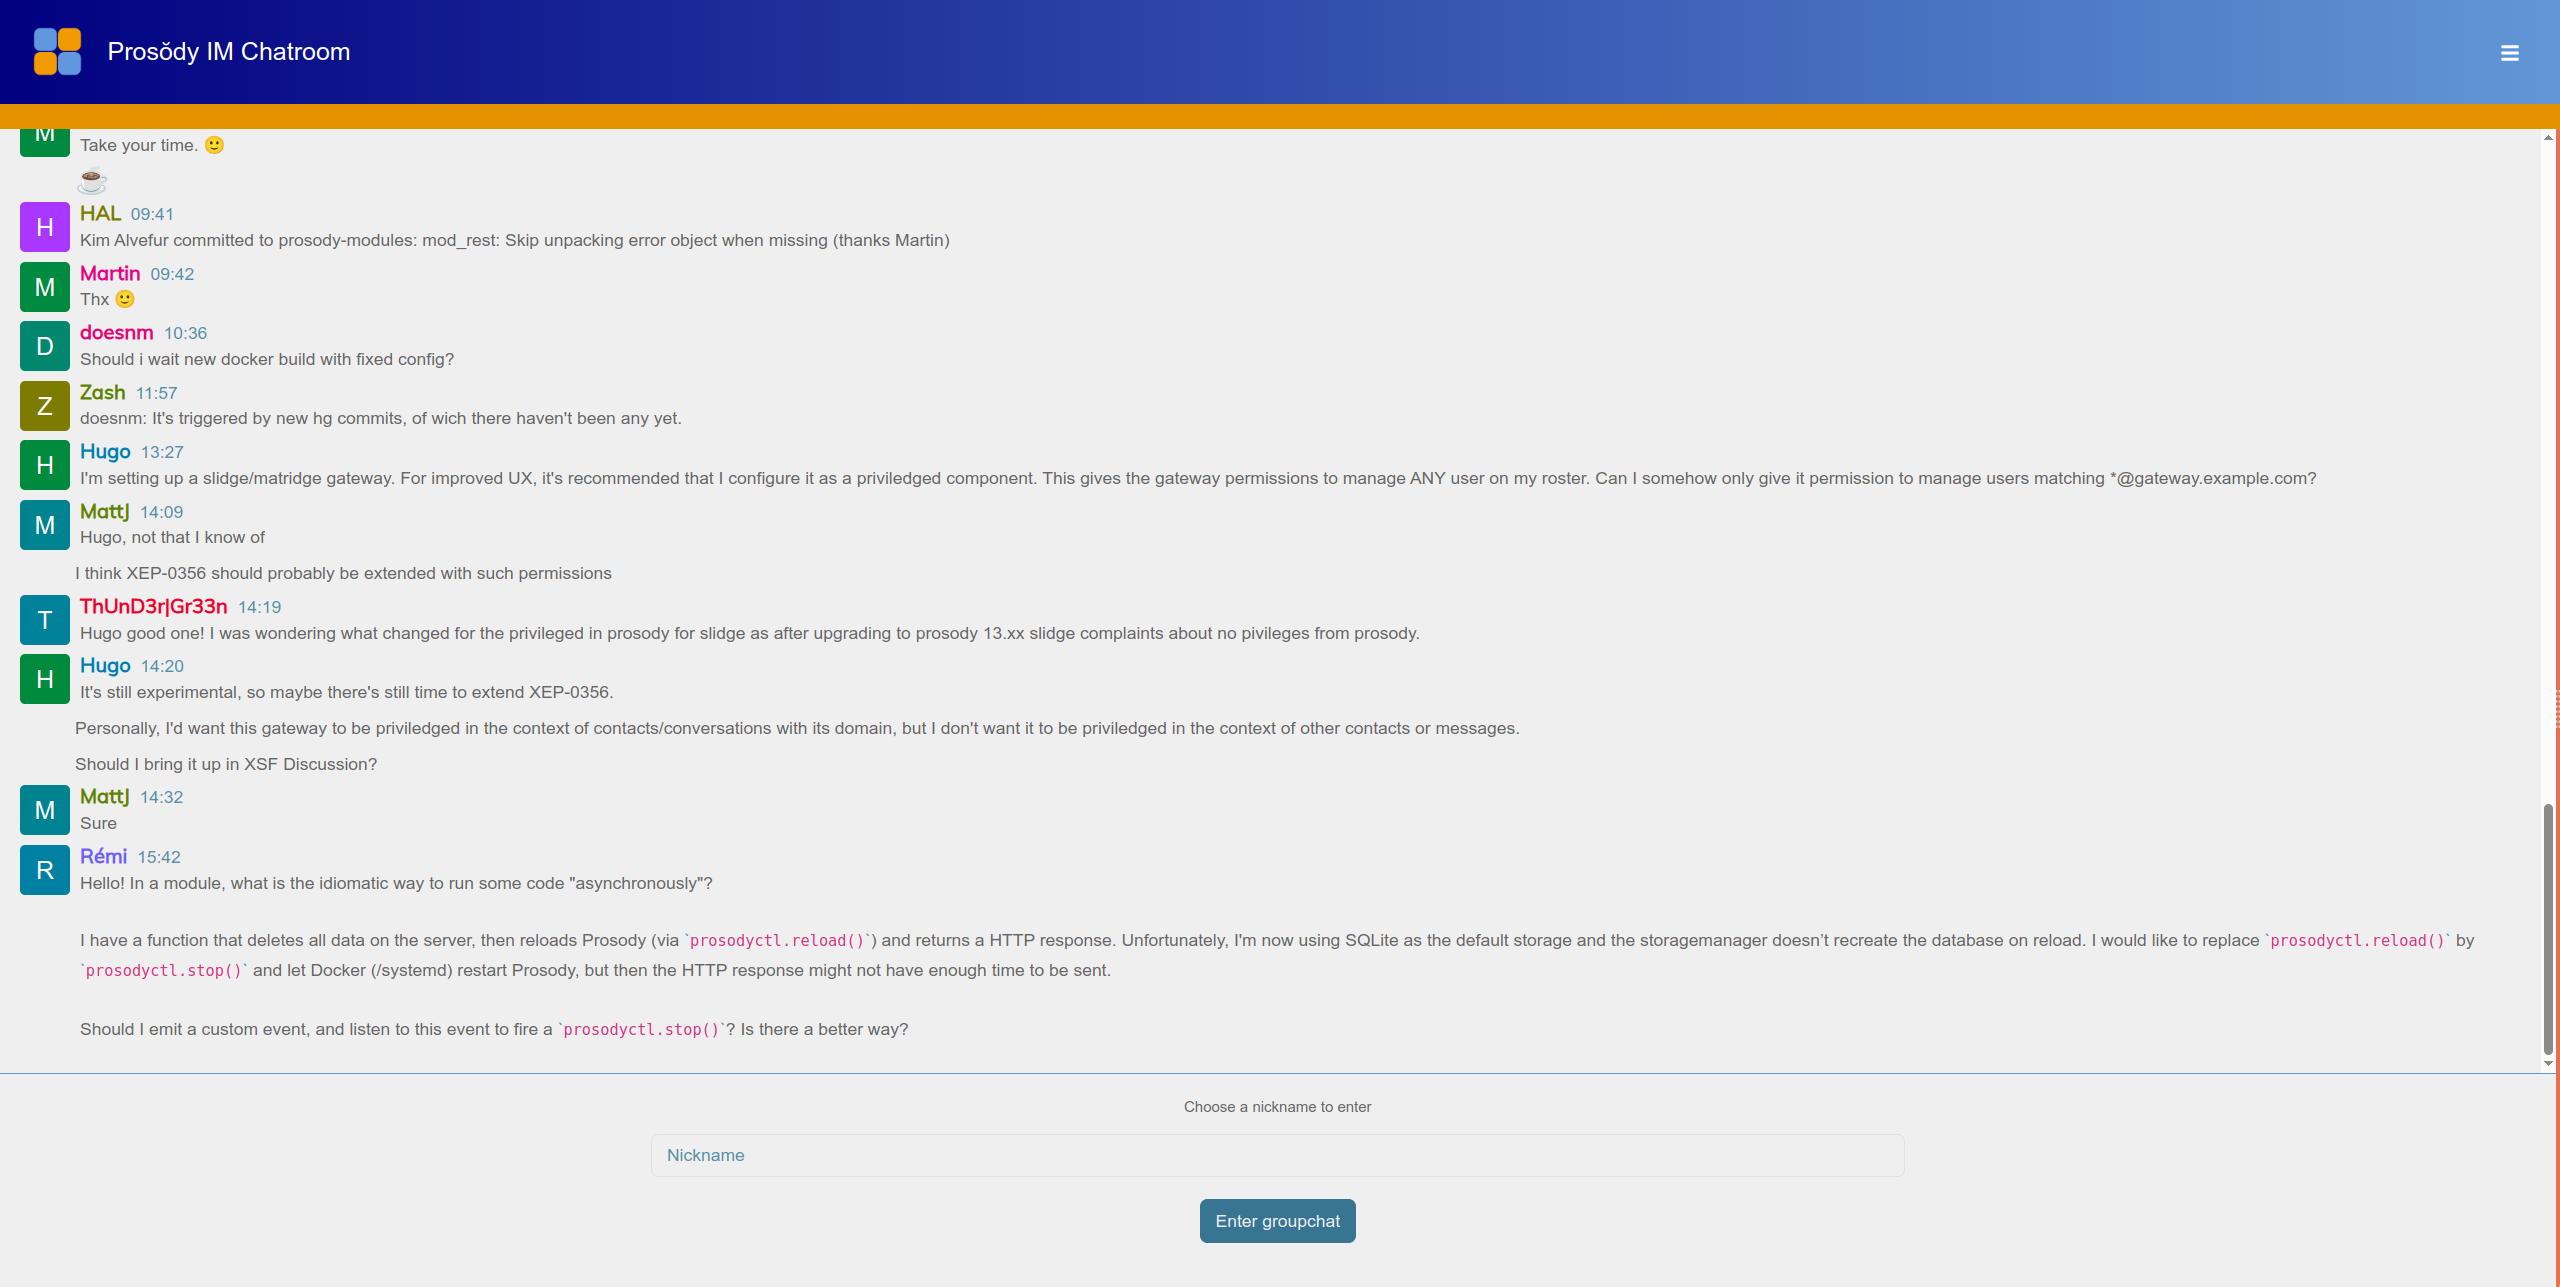 Prosŏdy IM Chatroom
M
Take your time. 🙂
☕
H
HAL 09:41
Kim Alvefur committed to prosody-modules: mod_rest: Skip unpacking error object when missing (thanks Martin)
M
Martin 09:42
Thx 🙂
D
doesnm 10:36
Should i wait new docker build with fixed config?
Z
Zash 11:57
doesnm: It's triggered by new hg commits, of wich there haven't been any yet.
H
Hugo 13:27
I'm setting up a slidge/matridge gateway. For improved UX, it's recommended that I configure it as a priviledged component. This gives the gateway permissions to manage ANY user on my roster. Can I somehow only give it permission to manage users matching *@gateway.example.com?
M
MattJ 14:09
Hugo, not that I know of
I think XEP-0356 should probably be extended with such permissions
T
ThUnD3r|Gr33n 14:19
Hugo good one! I was wondering what changed for the privileged in prosody for slidge as after upgrading to prosody 13.xx slidge complaints about no pivileges from prosody.
H
Hugo 14:20
It's still experimental, so maybe there's still time to extend XEP-0356.
Personally, I'd want this gateway to be priviledged in the context of contacts/conversations with its domain, but I don't want it to be priviledged in the context of other contacts or messages.
Should I bring it up in XSF Discussion?
M
MattJ 14:32
Sure
R
Rémi 15:42
Hello! In a module, what is the idiomatic way to run some code "asynchronously"?
I have a function that deletes all data on the server, then reloads Prosody (via `prosodyctl.reload()`) and returns a HTTP response. Unfortunately, I'm now using SQLite as the default storage and the storagemanager doesn’t recreate the database on reload. I would like to replace `prosodyctl.reload()` by
`prosodyctl.stop()` and let Docker (/systemd) restart Prosody, but then the HTTP response might not have enough time to be sent.
Should I emit a custom event, and listen to this event to fire a `prosodyctl.stop()`? Is there a better way?
Choose a nickname to enter
Nickname
Enter groupchat